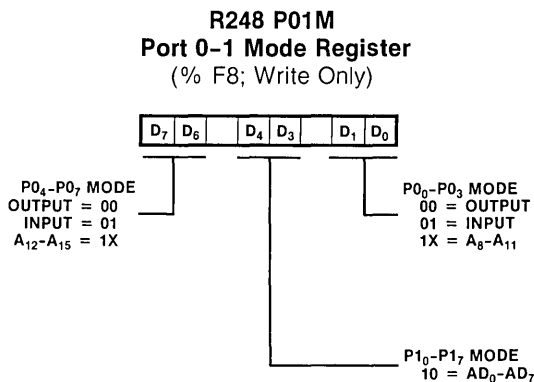 R248 P01M
Port 0–1 Mode Register
(% F8; Write Only)
D7 D6 D4 D3 D1 D0
P04-P07 MODE
OUTPUT = 00
INPUT = 01
A12-A15 = 1X
P00-P03 MODE
00 = OUTPUT
01 = INPUT
1X = A8-A11
P10-P17 MODE
10 = AD0-AD7